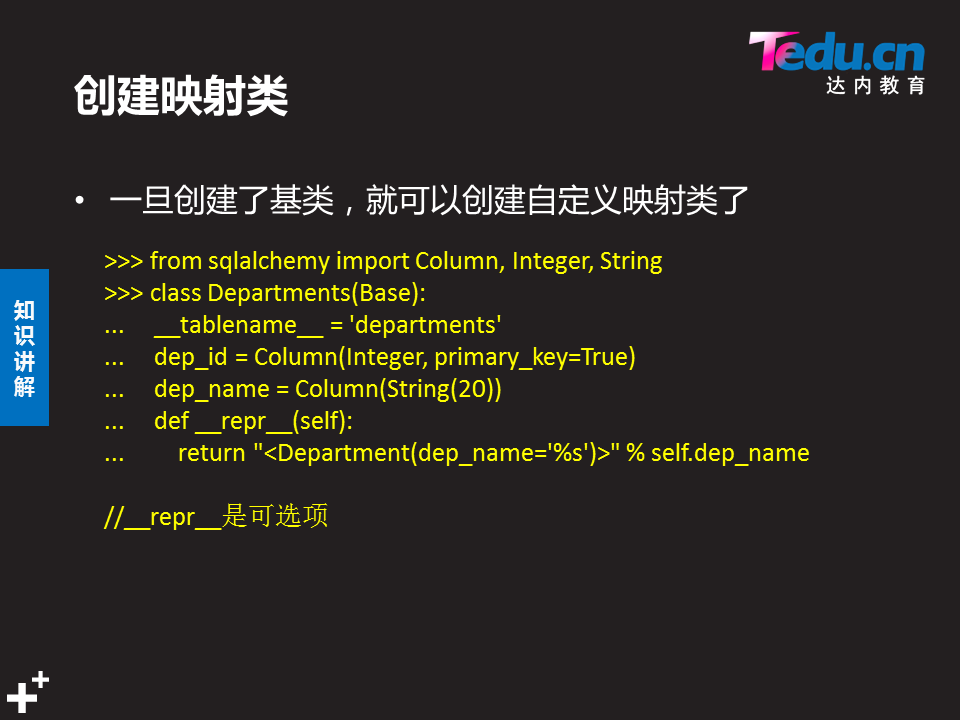 Tedu.cn
达内教育
创建映射类
• 一旦创建了基类，就可以创建自定义映射类了
>>> from sqlalchemy import Column, Integer, String
>>> class Departments(Base):
...     __tablename__ = 'departments'
...     dep_id = Column(Integer, primary_key=True)
...     dep_name = Column(String(20))
...     def __repr__(self):
...         return "<Department(dep_name='%s')>" % self.dep_name
//__repr__是可选项
知识讲解